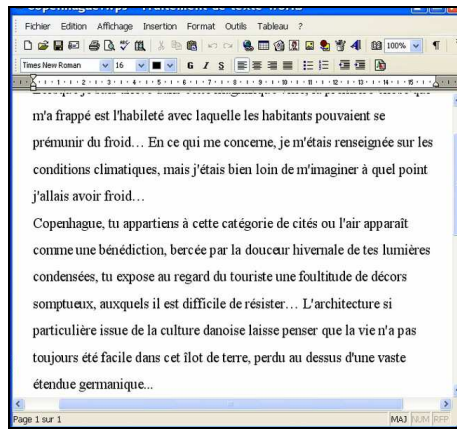 Fichier Edition Affichage Insertion Format Outils Tableau ?
100%
Times New Roman 16 G I S
m'a frappé est l'habileté avec laquelle les habitants pouvaient se
prémunir du froid… En ce qui me concerne, je m'étais renseignée sur les
conditions climatiques, mais j'étais bien loin de m'imaginer à quel point
j'allais avoir froid…
Copenhague, tu appartiens à cette catégorie de cités ou l'air apparaît
comme une bénédiction, bercée par la douceur hivernale de tes lumières
condensées, tu expose au regard du touriste une foultitude de décors
somptueux, auxquels il est difficile de résister… L'architecture si
particulière issue de la culture danoise laisse penser que la vie n'a pas
toujours été facile dans cet îlot de terre, perdu au dessus d'une vaste
étendue germanique...
Page 1 sur 1 MAJ NUM RFP